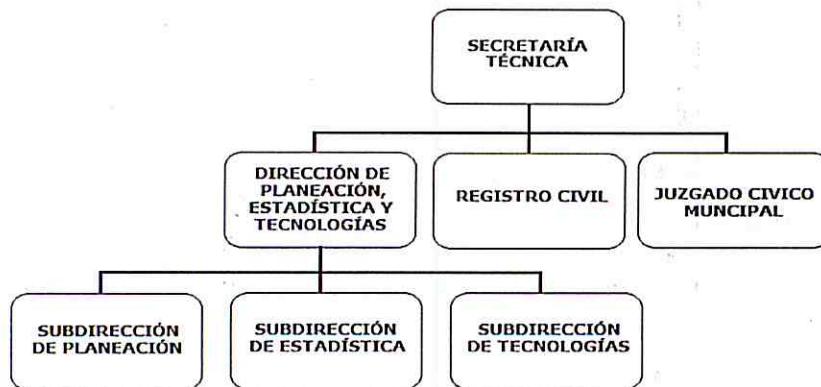 SECRETARÍA
TÉCNICA
DIRECCIÓN DE
PLANEACIÓN,
ESTADÍSTICA Y
TECNOLOGÍAS
REGISTRO CIVIL
JUZGADO CIVICO
MUNCIPAL
SUBDIRECCIÓN
DE PLANEACIÓN
SUBDIRECCIÓN
DE ESTADÍSTICA
SUBDIRECCIÓN
DE TECNOLOGÍAS